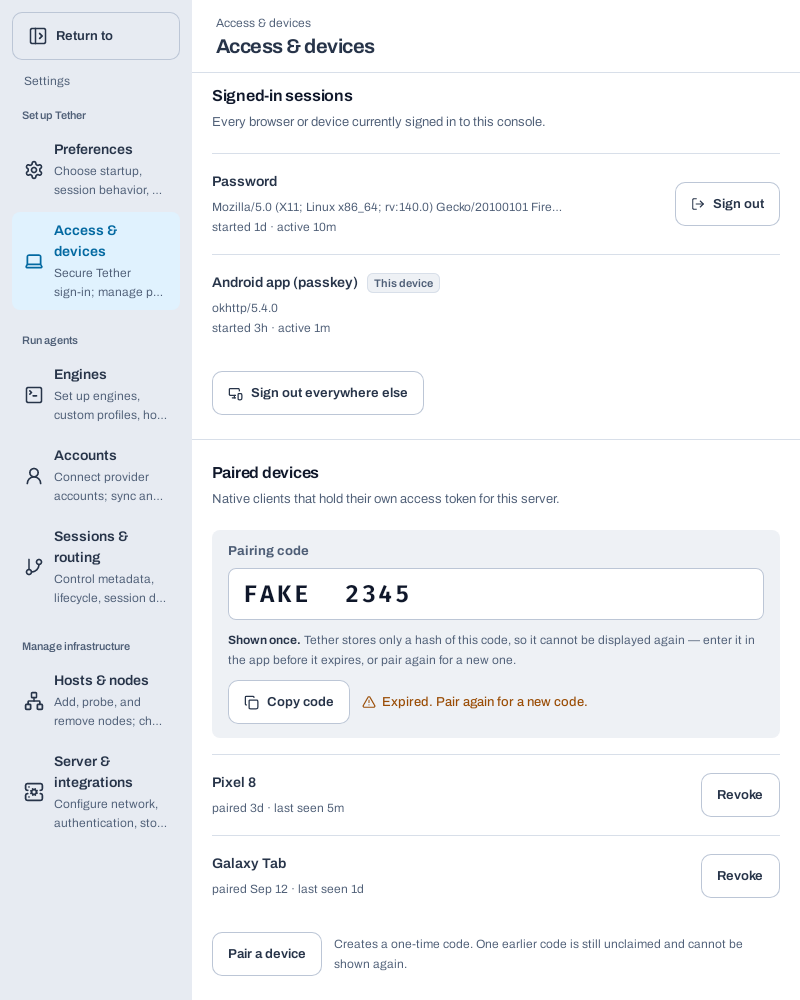 Return to
Settings
Set up Tether
Preferences
Choose startup,
session behavior, ...
Access &
devices
Secure Tether
sign-in; manage p...
Run agents
Engines
Set up engines,
custom profiles, ho...
Accounts
Connect provider
accounts; sync an...
Sessions &
routing
Control metadata,
lifecycle, session d...
Manage infrastructure
Hosts & nodes
Add, probe, and
remove nodes; ch...
Server &
integrations
Configure network,
authentication, sto...
Access & devices
Access & devices
Signed-in sessions
Every browser or device currently signed in to this console.
Password
Mozilla/5.0 (X11; Linux x86_64; rv:140.0) Gecko/20100101 Fire...
started 1d · active 10m
Sign out
Android app (passkey) This device
okhttp/5.4.0
started 3h · active 1m
Sign out everywhere else
Paired devices
Native clients that hold their own access token for this server.
Pairing code
FAKE 2345
Shown once. Tether stores only a hash of this code, so it cannot be displayed again — enter it in
the app before it expires, or pair again for a new one.
Copy code
Expired. Pair again for a new code.
Pixel 8
paired 3d · last seen 5m
Revoke
Galaxy Tab
paired Sep 12 · last seen 1d
Revoke
Pair a device
Creates a one-time code. One earlier code is still unclaimed and cannot be
shown again.